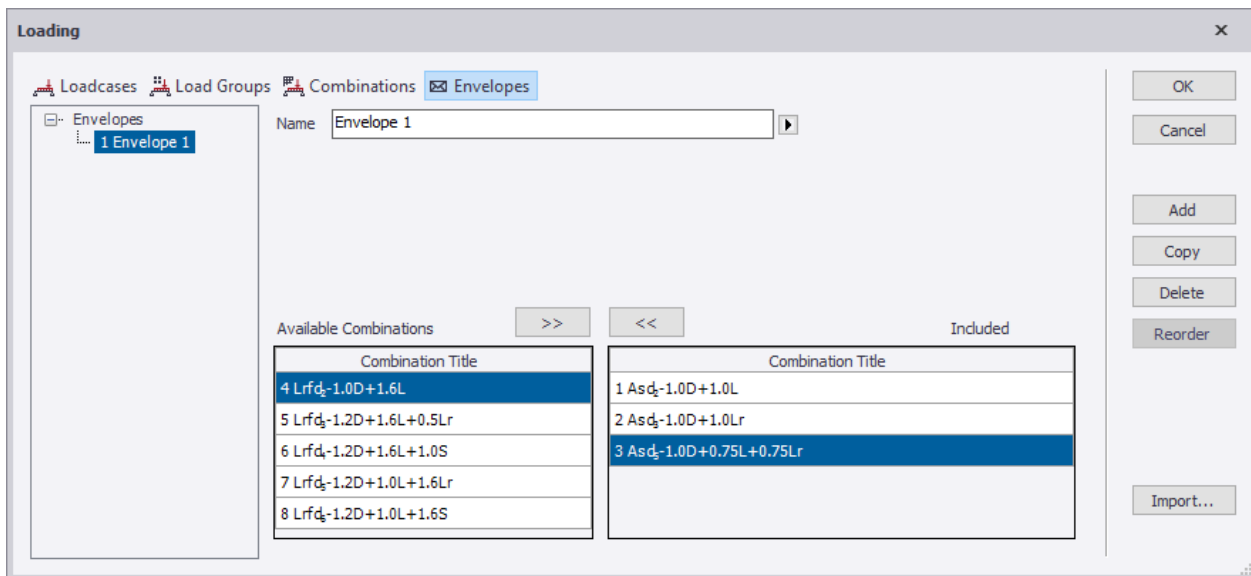 Loading
Loadcases Load Groups Combinations Envelopes
OK
Envelopes
1 Envelope 1
Name Envelope 1
Cancel
Add
Copy
Delete
Available Combinations >> << Included
Reorder
Combination Title
4 Lrfd₂-1.0D+1.6L
5 Lrfd₃-1.2D+1.6L+0.5Lr
6 Lrfd₄-1.2D+1.6L+1.0S
7 Lrfd-1.2D+1.0L+1.6Lr
8 Lrfd-1.2D+1.0L+1.6S
Combination Title
1 Asd₂-1.0D+1.0L
2 Asd-1.0D+1.0Lr
3 Asd-1.0D+0.75L+0.75Lr
Import...